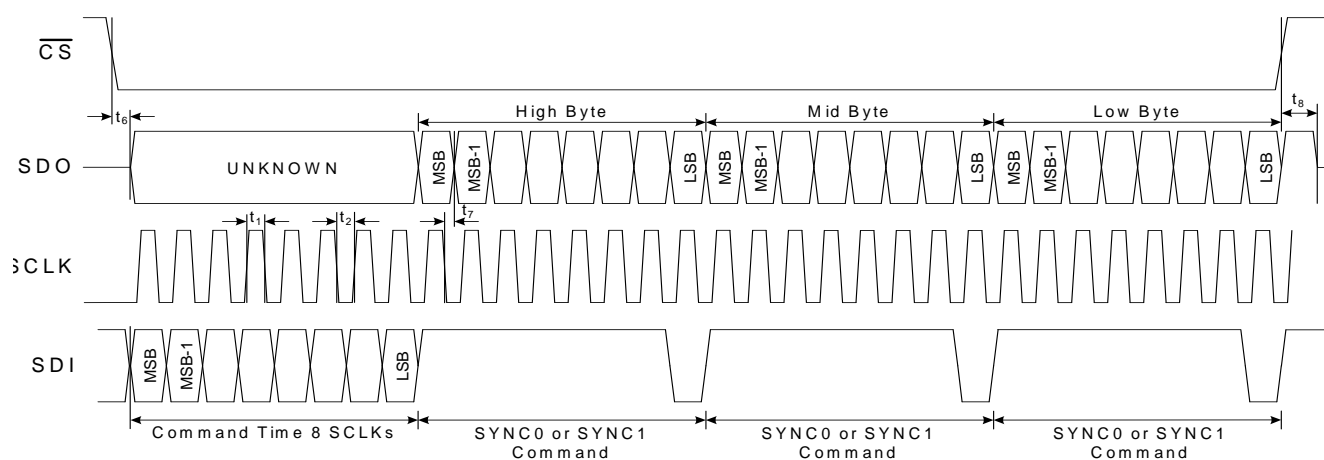 CS
t6
High Byte
Mid Byte
Low Byte
t8
SDO
UNKNOWN
MSB
MSB-1
LSB
MSB
MSB-1
LSB
MSB
MSB-1
LSB
t1
t2
t7
SCLK
SDI
MSB
MSB-1
LSB
Command Time 8 SCLKs
SYNC0 or SYNC1
Command
SYNC0 or SYNC1
Command
SYNC0 or SYNC1
Command